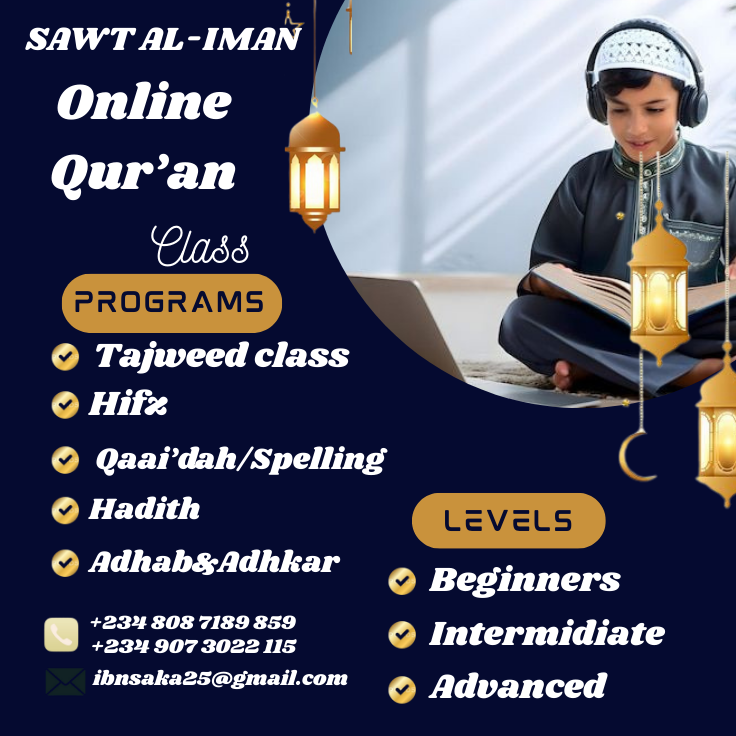 SAWT AL-IMAN
Online
Qur’an
Class
PROGRAMS
Tajweed class
Hifz
Qaai’dah/Spelling
Hadith
Adhab&Adhkar
+234 808 7189 859
+234 907 3022 115
ibnsaka25@gmail.com
LEVELS
Beginners
Intermidiate
Advanced